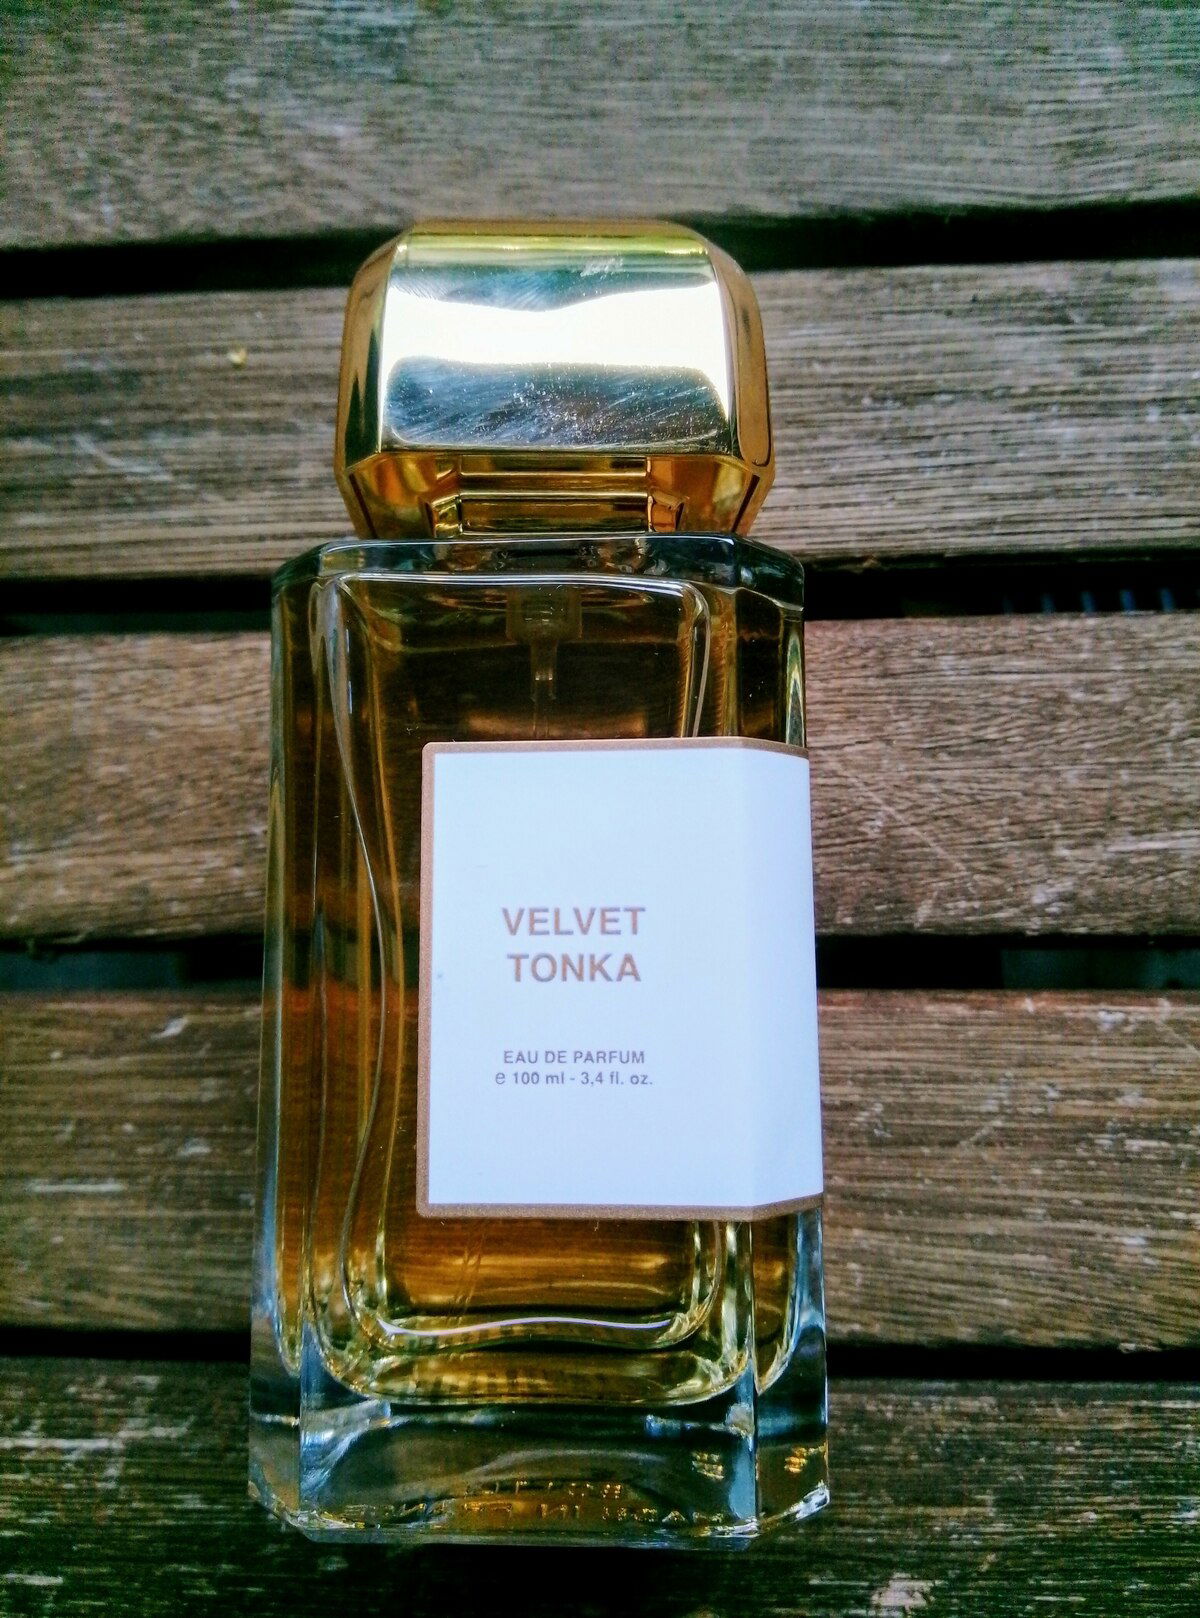 VELVET
TONKA
EAU DE PARFUM
℮ 100 ml - 3,4 fl. oz.